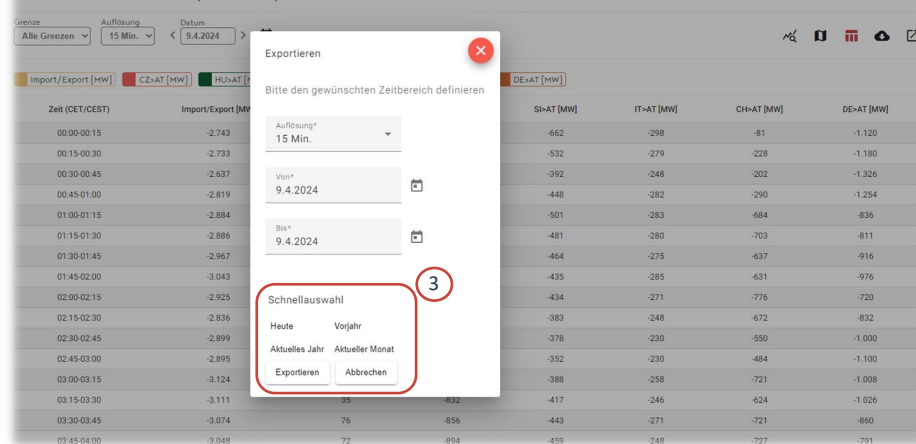 Grenze Auflösung Datum
Alle Grenzen 15 Min. 9.4.2024
Exportieren
Import/Export [MW] CZ>AT [MW] HU>AT [M DE>AT [MW]
Bitte den gewünschten Zeitbereich definieren
Zeit (CET/CEST) Import/Export [MW SI>AT [MW] IT>AT [MW] CH>AT [MW] DE>AT [MW]
Auflösung*
15 Min.
00:00-00:15 -2.743 -662 -298 -81 -1.120
00:15-00:30 -2.733 -532 -279 -228 -1.180
00:30-00:45 -2.637 -392 -248 -202 -1.326
Von*
9.4.2024
00:45-01:00 -2.819 -448 -282 -290 -1.254
01:00-01:15 -2.884 -501 -283 -684 -836
Bis*
9.4.2024
01:15-01:30 -2.886 -481 -280 -703 -811
01:30-01:45 -2.967 -464 -275 -637 -916
01:45-02:00 -3.043 -435 -285 -631 -976
3
Schnellauswahl
02:00-02:15 -2.925 -434 -271 -776 -720
02:15-02:30 -2.836 -383 -248 -672 -832
Heute Vorjahr
02:30-02:45 -2.899 -378 -230 -550 -1.000
Aktuelles Jahr Aktueller Monat
02:45-03:00 -2.895 -352 -230 -484 -1.100
Exportieren Abbrechen
03:00-03:15 -3.124 -388 -258 -721 -1.008
03:15-03:30 -3.111 35 -832 -417 -246 -624 -1.026
03:30-03:45 -3.074 76 -856 -443 -271 -721 -860
03:45-04:00 -3.048 72 -894 -459 -248 -727 -791